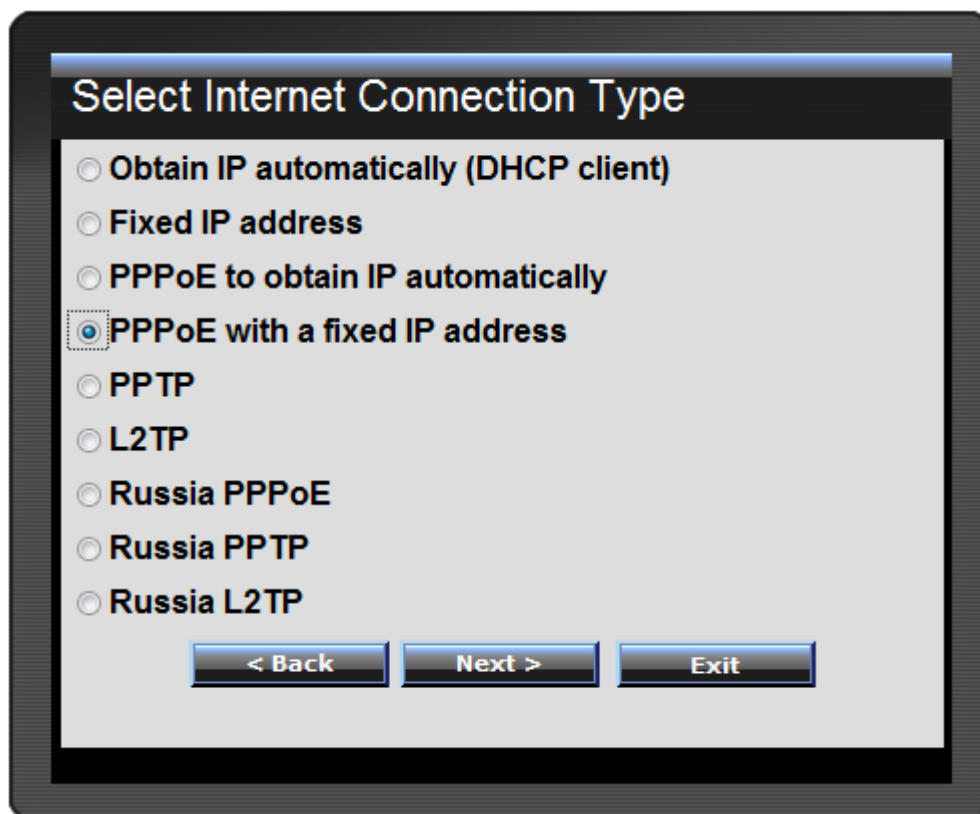 Select Internet Connection Type
Obtain IP automatically (DHCP client)
Fixed IP address
PPPoE to obtain IP automatically
PPPoE with a fixed IP address
PPTP
L2TP
Russia PPPoE
Russia PPTP
Russia L2TP
< Back Next > Exit